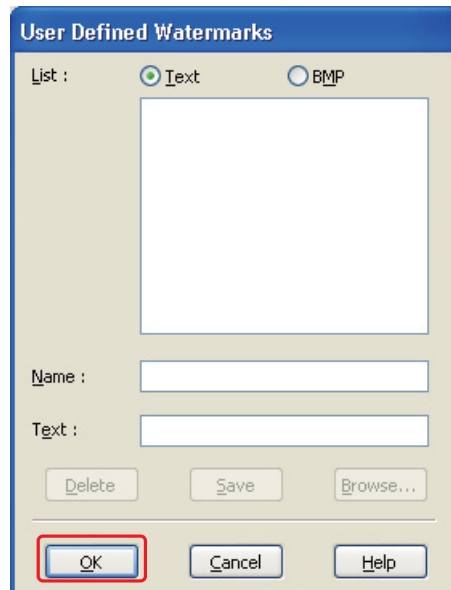 User Defined Watermarks
List : Text BMP
Name :
Text :
Delete Save Browse...
OK Cancel Help